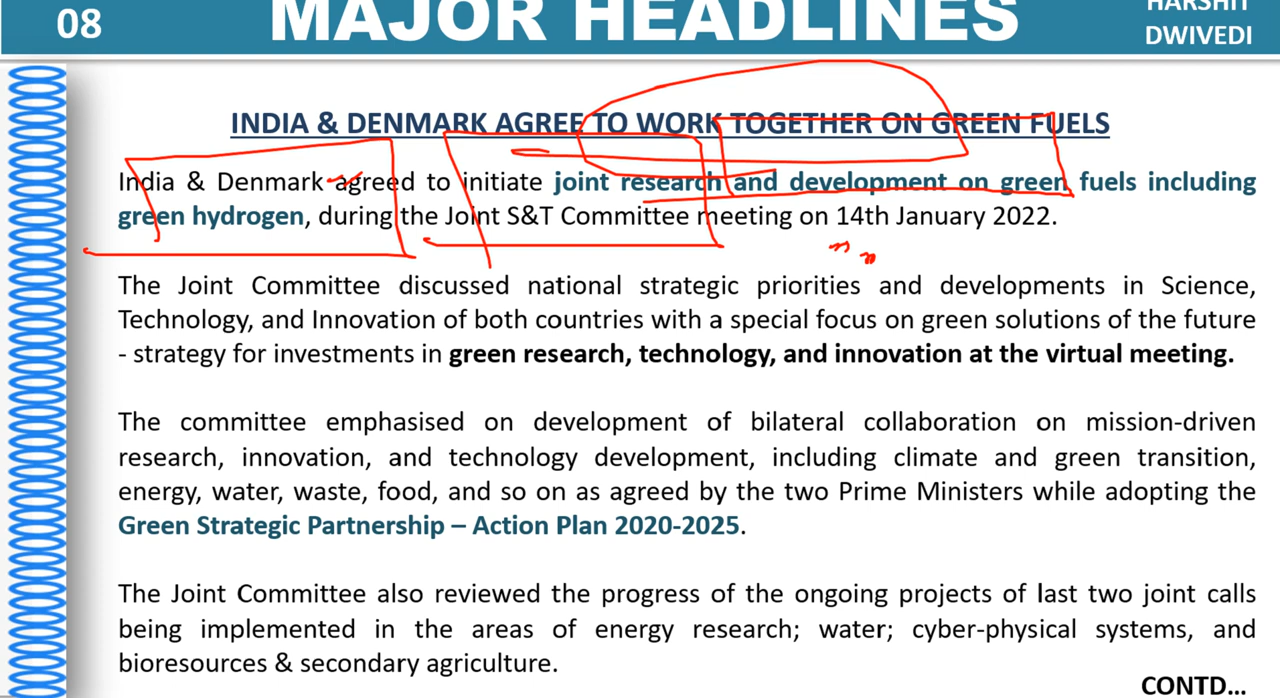 08
MAJOR HEADLINES
HARSHIT
DWIVEDI
INDIA & DENMARK AGREE TO WORK TOGETHER ON GREEN FUELS
India & Denmark agreed to initiate joint research and development on green fuels including
green hydrogen, during the Joint S&T Committee meeting on 14th January 2022.
The Joint Committee discussed national strategic priorities and developments in Science,
Technology, and Innovation of both countries with a special focus on green solutions of the future
- strategy for investments in green research, technology, and innovation at the virtual meeting.
The committee emphasised on development of bilateral collaboration on mission-driven
research, innovation, and technology development, including climate and green transition,
energy, water, waste, food, and so on as agreed by the two Prime Ministers while adopting the
Green Strategic Partnership – Action Plan 2020-2025.
The Joint Committee also reviewed the progress of the ongoing projects of last two joint calls
being implemented in the areas of energy research; water; cyber-physical systems, and
bioresources & secondary agriculture.
CONTD...